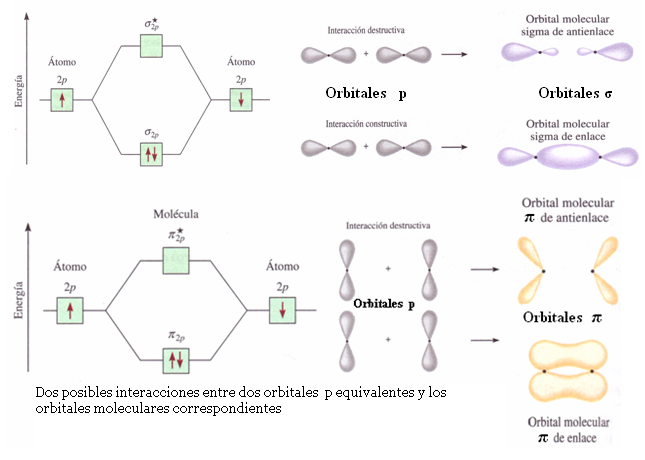 σ*2p
Energía
Átomo
2p
Átomo
2p
σ2p
Interacción destructiva
+
Orbital molecular
sigma de antienlace
Orbitales p
Orbitales σ
Interacción constructiva
+
Orbital molecular
sigma de enlace
Molécula
π*2p
Energía
Átomo
2p
Átomo
2p
π2p
Interacción destructiva
+
Orbital molecular
π de antienlace
Orbitales p
Orbitales π
+
Orbital molecular
π de enlace
Dos posibles interacciones entre dos orbitales p equivalentes y los
orbitales moleculares correspondientes